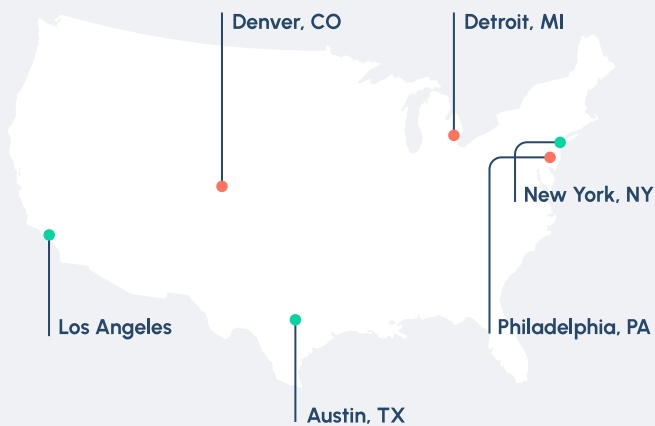 Denver, CO
Detroit, MI
New York, NY
Los Angeles
Philadelphia, PA
Austin, TX